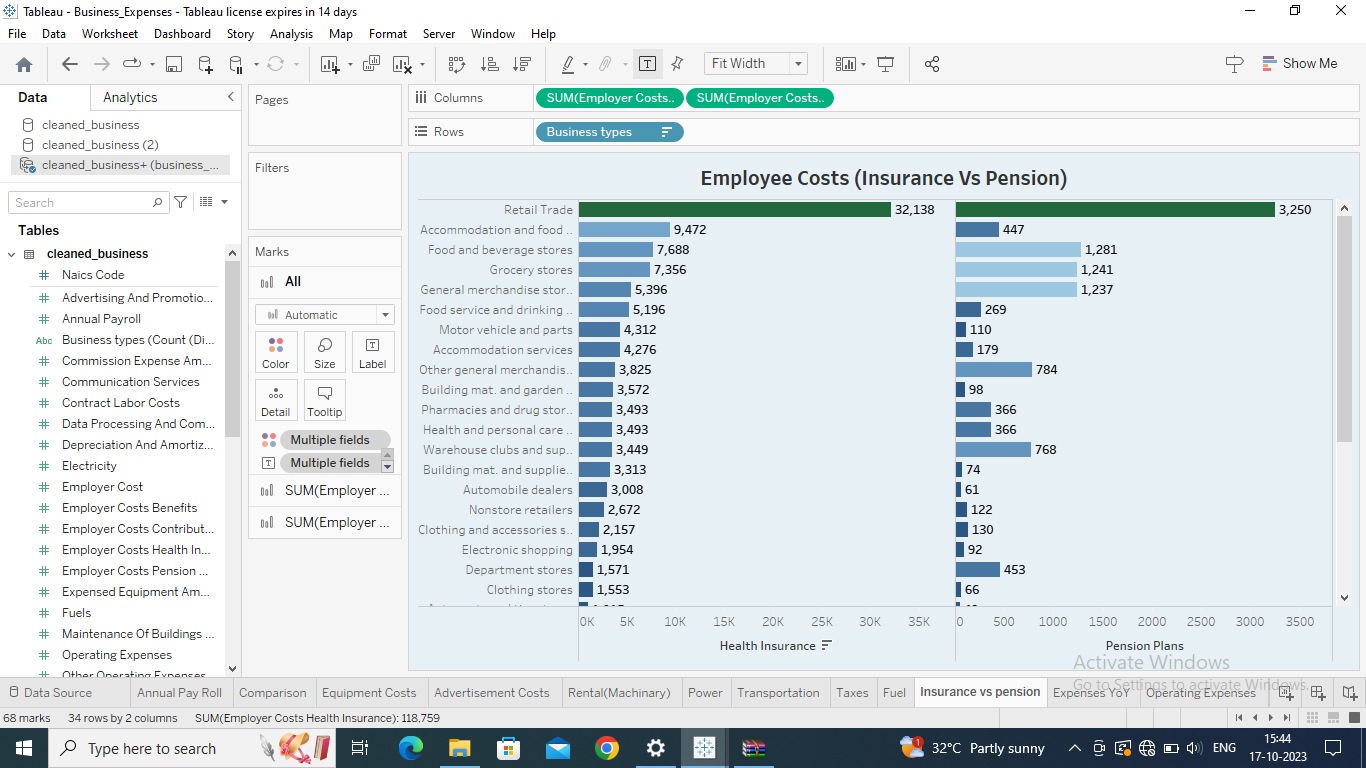 Tableau - Business_Expenses - Tableau license expires in 14 days
File Data Worksheet Dashboard Story Analysis Map Format Server Window Help
Fit Width
Show Me
Data Analytics
cleaned_business
cleaned_business (2)
cleaned_business+ (business_...
Search
Tables
cleaned_business
Naics Code
Advertising And Promotio...
Annual Payroll
Abc Business types (Count (Di...
Commission Expense Am...
Communication Services
Contract Labor Costs
Data Processing And Com...
Depreciation And Amortiz...
Electricity
Employer Cost
Employer Costs Benefits
Employer Costs Contribut...
Employer Costs Health In...
Employer Costs Pension ...
Expensed Equipment Am...
Fuels
Maintenance Of Buildings ...
Operating Expenses
Other Operating Expenses
Pages
Filters
Marks
All
Automatic
Color Size Label
Detail Tooltip
Multiple fields
Multiple fields
SUM(Employer ...
SUM(Employer ...
Columns SUM(Employer Costs.. SUM(Employer Costs..
Rows Business types
Employee Costs (Insurance Vs Pension)
Retail Trade 32,138 3,250
Accommodation and food .. 9,472 447
Food and beverage stores 7,688 1,281
Grocery stores 7,356 1,241
General merchandise stor.. 5,396 1,237
Food service and drinking .. 5,196 269
Motor vehicle and parts 4,312 110
Accommodation services 4,276 179
Other general merchandis.. 3,825 784
Building mat. and garden .. 3,572 98
Pharmacies and drug stor.. 3,493 366
Health and personal care .. 3,493 366
Warehouse clubs and sup.. 3,449 768
Building mat. and supplie.. 3,313 74
Automobile dealers 3,008 61
Nonstore retailers 2,672 122
Clothing and accessories s.. 2,157 130
Electronic shopping 1,954 92
Department stores 1,571 453
Clothing stores 1,553 66
0K 5K 10K 15K 20K 25K 30K 35K 0 500 1000 1500 2000 2500 3000 3500
Health Insurance Pension Plans
Activate Windows
Go to Settings to activate Windows.
Data Source Annual Pay Roll Comparison Equipment Costs Advertisement Costs Rental(Machinary) Power Transportation Taxes Fuel Insurance vs pension Expenses YoY Operating Expenses
68 marks 34 rows by 2 columns SUM(Employer Costs Health Insurance): 118,759
Type here to search
1 32°C Partly sunny ENG 15:44
17-10-2023